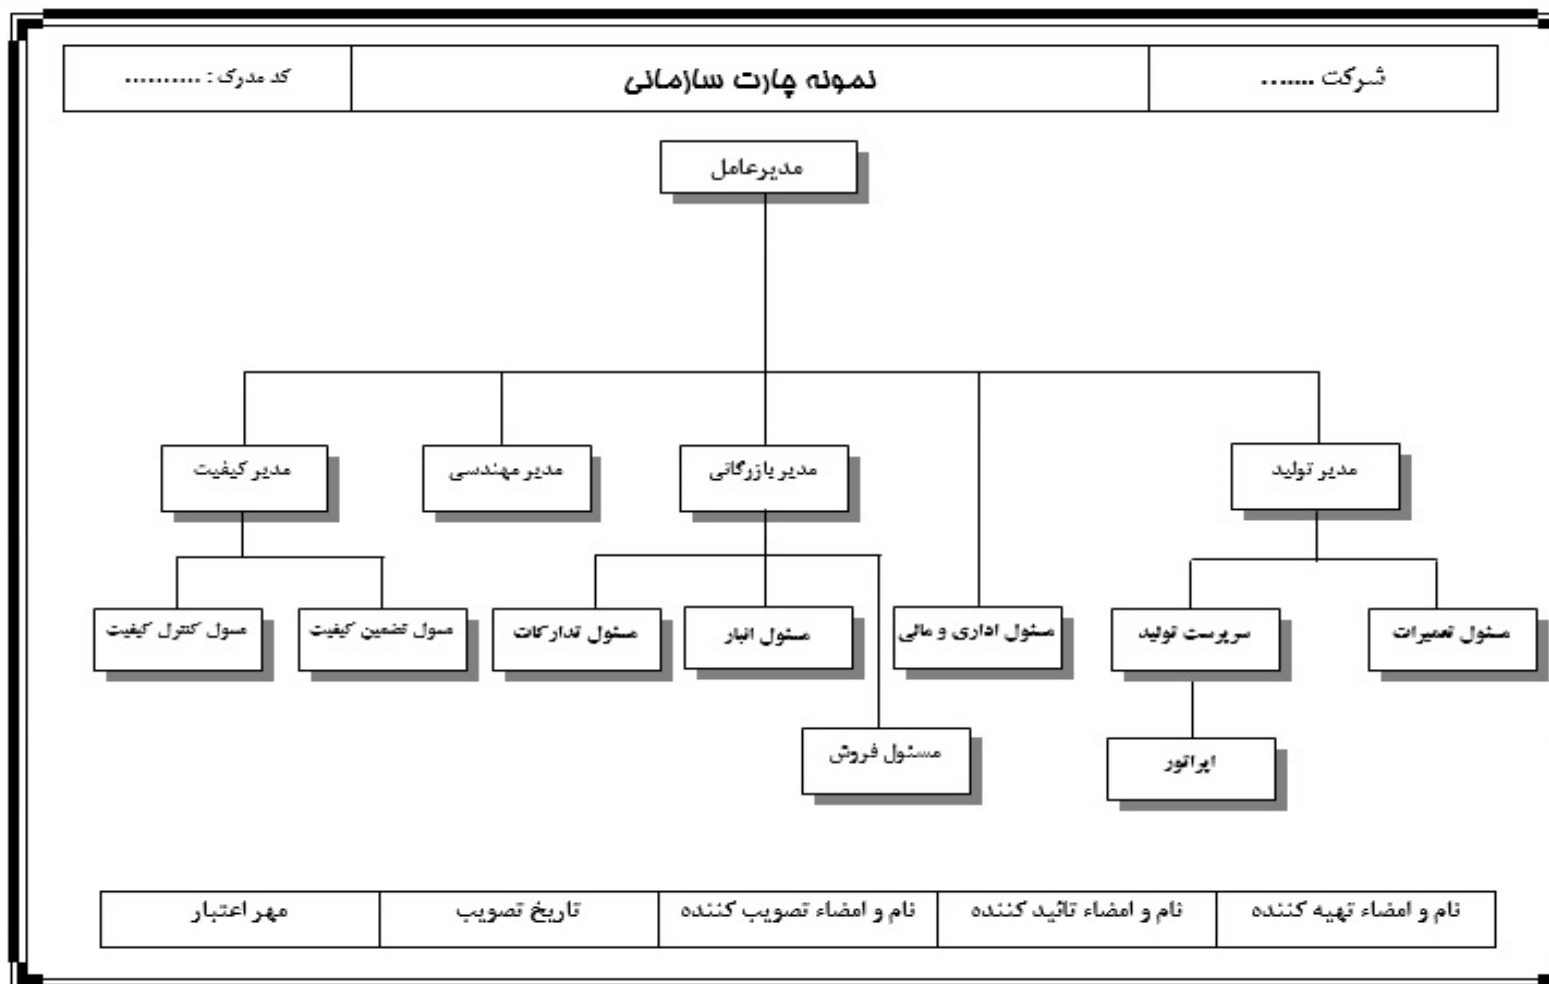 شرکت .......
نمونه چارت سازمانی
کد مدرک : ..........
مدیرعامل
مدیر تولید
مدیر بازرگانی
مدیر مهندسی
مدیر کیفیت
مسئول تعمیرات
سرپرست تولید
مسئول اداری و مالی
مسئول انبار
مسئول تدارکات
مسول تضمین کیفیت
مسول کنترل کیفیت
اپراتور
مسئول فروش
نام و امضاء تهیه کننده
نام و امضاء تائید کننده
نام و امضاء تصویب کننده
تاریخ تصویب
مهر اعتبار